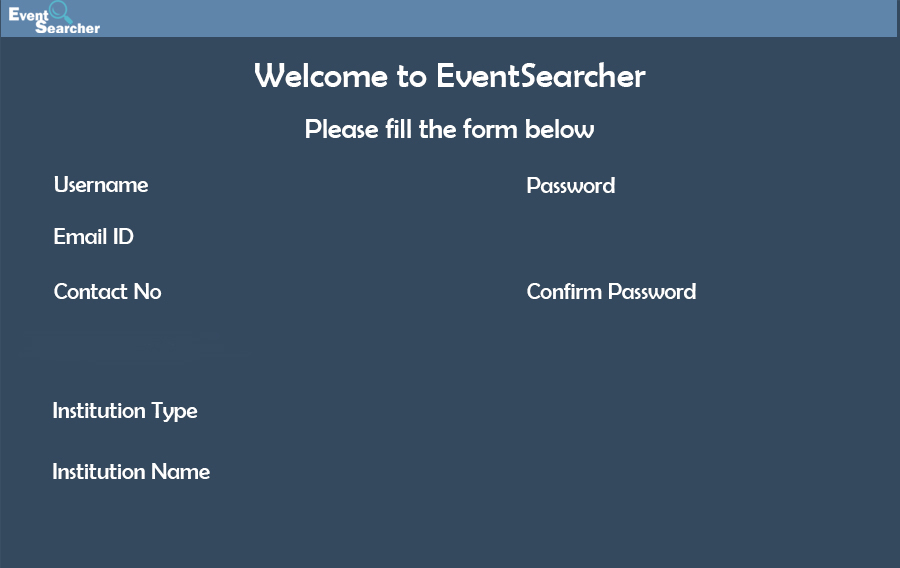 Event
Searcher
Welcome to EventSearcher
Please fill the form below
Username
Password
Email ID
Contact No
Confirm Password
Institution Type
Institution Name